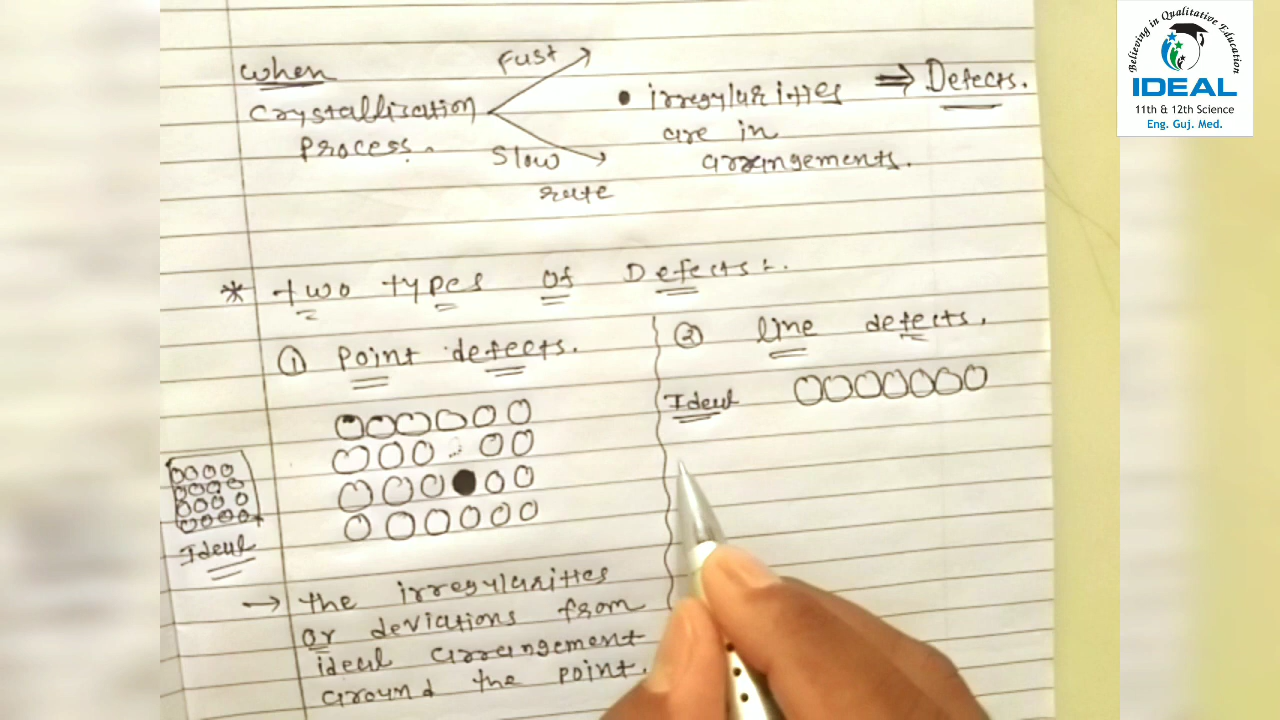 when
crystallization
process.
Fast
Slow
rate
• irregularities
are in
arrangements.
⇒ Defects.
* two types of Defects:.
① Point defects.
Ideal
→ the irregularities
or deviations from
ideal arrangement
around the point.
② line defects.
Ideal
Believing in Qualitative Education
IDEAL
11th & 12th Science
Eng. Guj. Med.